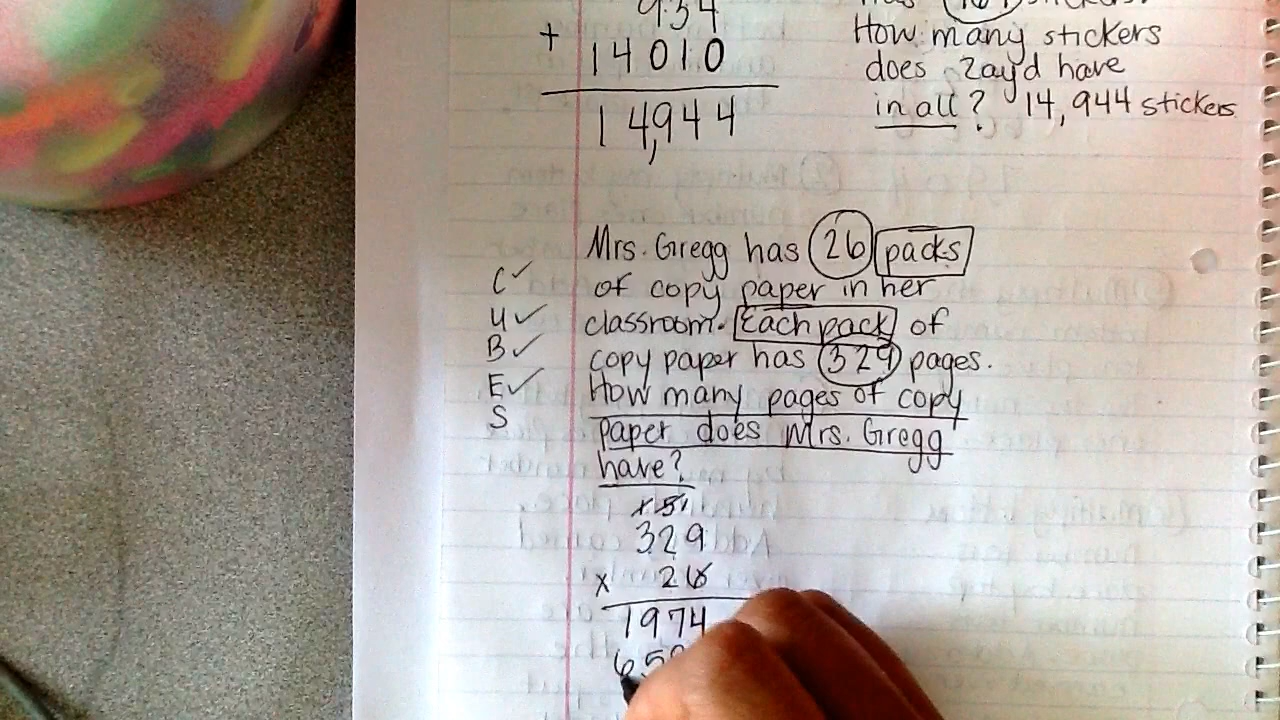 934
+ 14010
14,944
How many stickers
does Zayd have
in all? 14,944 stickers
Mrs. Gregg has 26 packs
of copy paper in her
classroom. Each pack of
copy paper has 329 pages.
How many pages of copy
paper does Mrs. Gregg
have?
C✓
U✓
B✓
E✓
S
329
x 26
1974
65